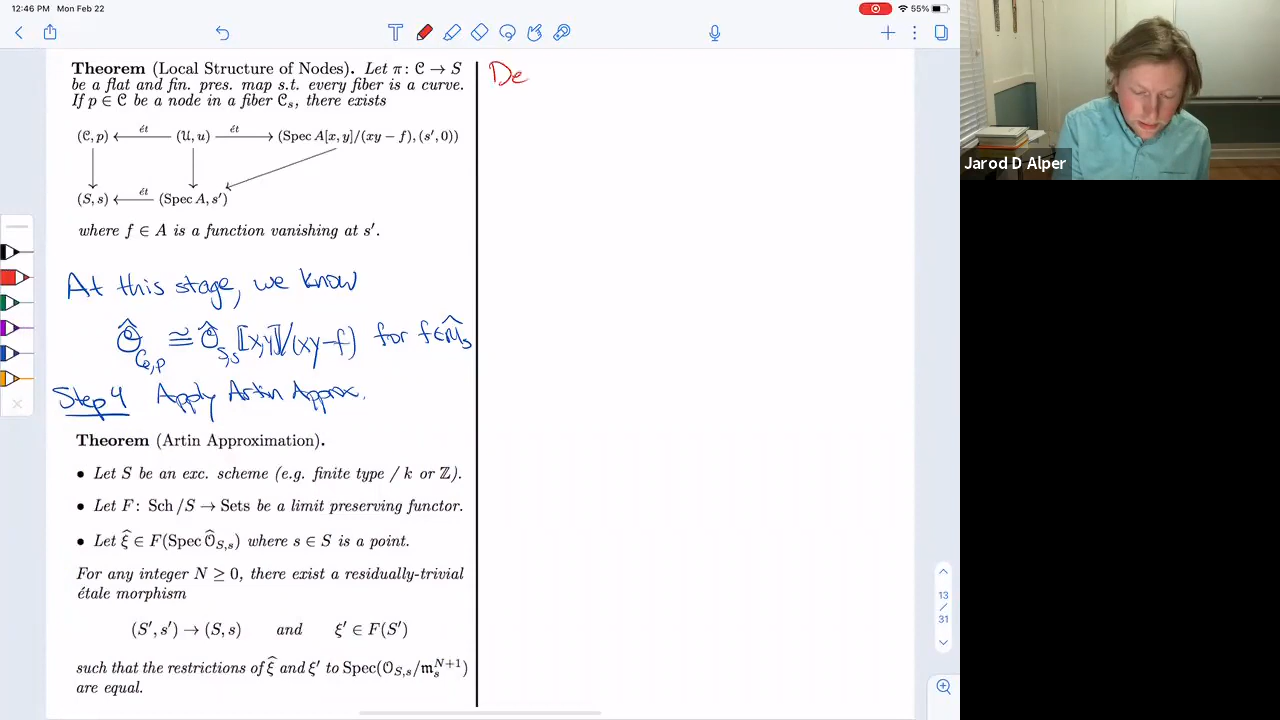 12:46 PM Mon Feb 22
55%
Theorem (Local Structure of Nodes). Let π: 𝒞 → S
be a flat and fin. pres. map s.t. every fiber is a curve.
If p ∈ 𝒞 be a node in a fiber 𝒞ₛ, there exists
(𝒞, p) ←ét (𝒰, u) →ét (Spec A[x, y]/(xy − f), (s′, 0))
(S, s) ←ét (Spec A, s′)
where f ∈ A is a function vanishing at s′.
At this stage, we know
Ô_{𝒞,p} ≅ Ô_{S,s}⟦x,y⟧/(xy−f) for f∈m̂ₛ
Step 4 Apply Artin Approx.
Theorem (Artin Approximation).
• Let S be an exc. scheme (e.g. finite type / k or ℤ).
• Let F: Sch /S → Sets be a limit preserving functor.
• Let ξ̂ ∈ F(Spec Ô_{S,s}) where s ∈ S is a point.
For any integer N ≥ 0, there exist a residually-trivial
étale morphism
(S′, s′) → (S, s) and ξ′ ∈ F(S′)
such that the restrictions of ξ̂ and ξ′ to Spec(O_{S,s}/𝔪ₛ^{N+1})
are equal.
De
13
/
31
Jarod D Alper